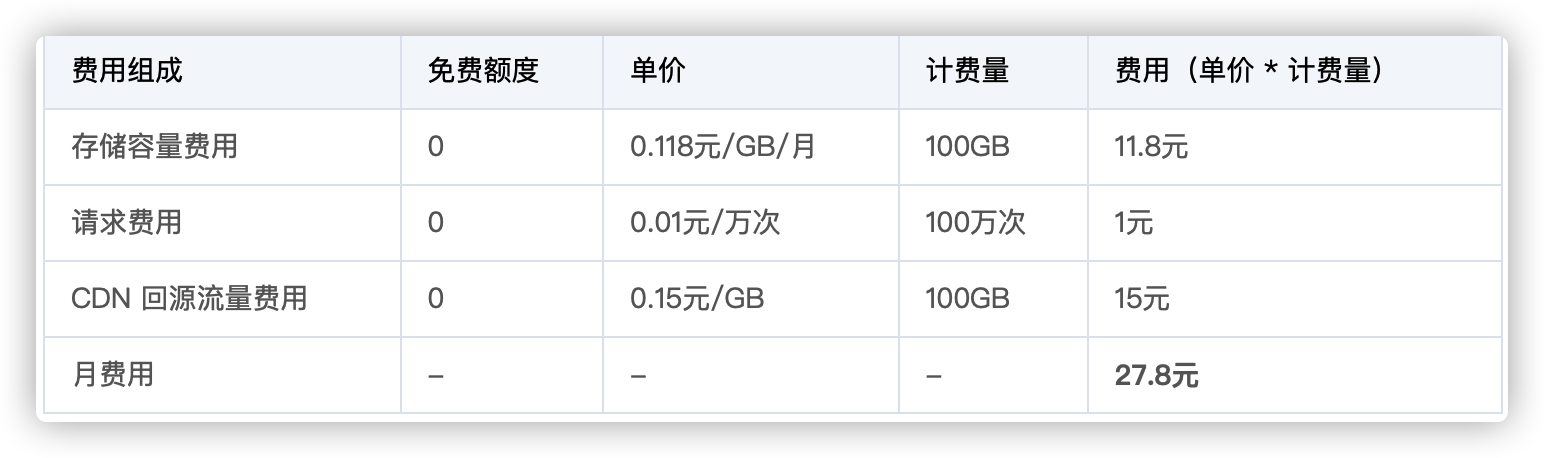 费用组成 免费额度 单价 计费量 费用（单价 * 计费量）
存储容量费用 0 0.118元/GB/月 100GB 11.8元
请求费用 0 0.01元/万次 100万次 1元
CDN 回源流量费用 0 0.15元/GB 100GB 15元
月费用 – – – 27.8元